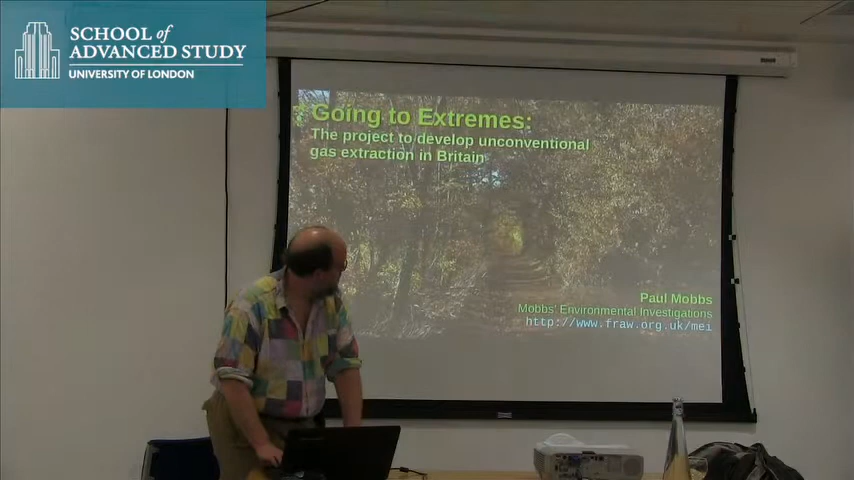 SCHOOL of
ADVANCED STUDY
UNIVERSITY OF LONDON
Going to Extremes:
The project to develop unconventional
gas extraction in Britain
Paul Mobbs
Mobbs' Environmental Investigations
http://www.fraw.org.uk/mei